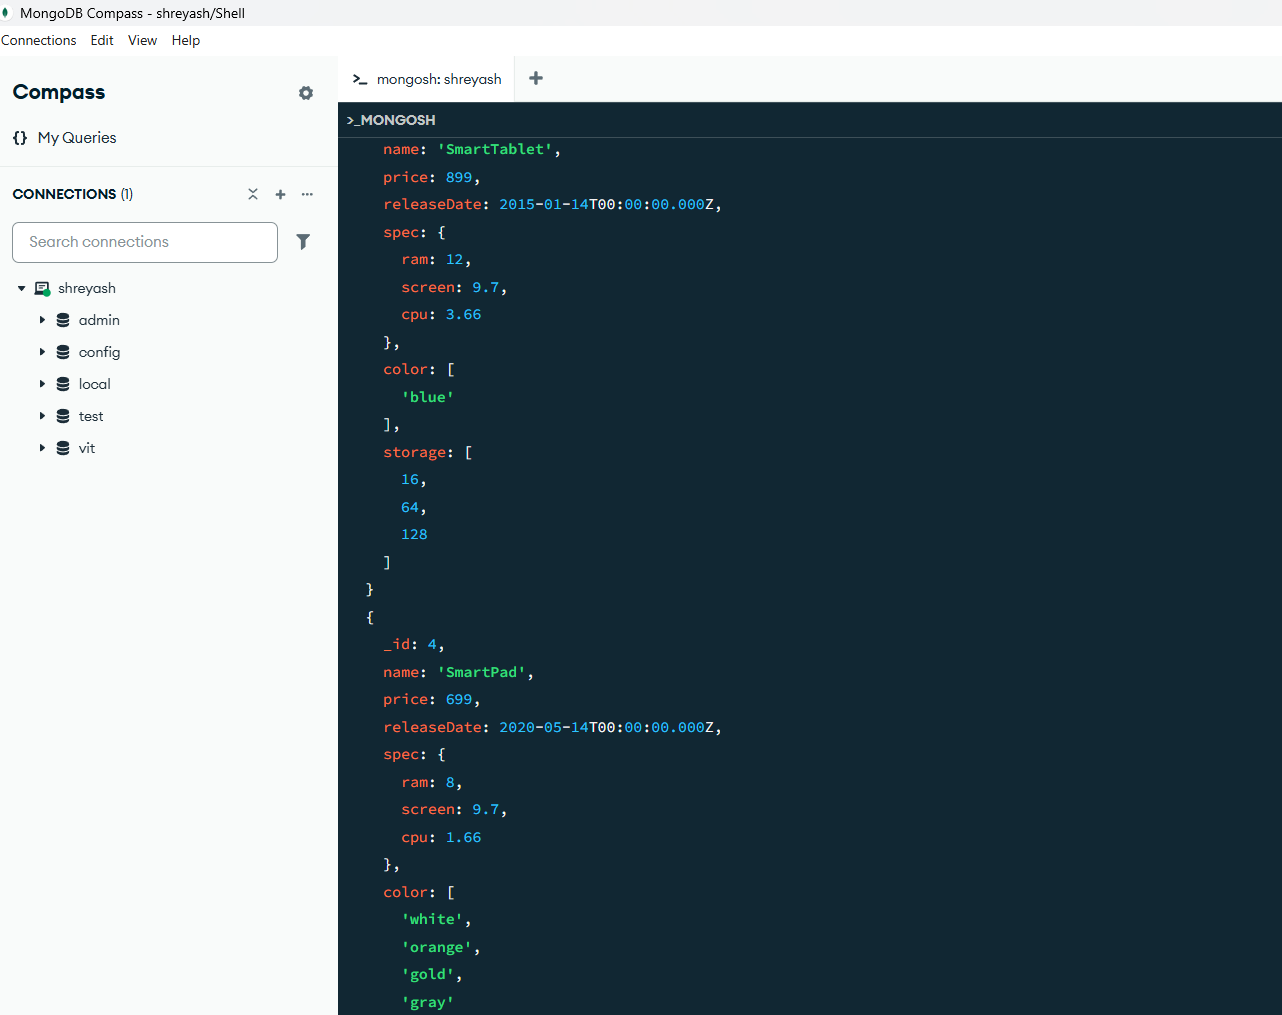 MongoDB Compass - shreyash/Shell
Connections Edit View Help
Compass
{} My Queries
CONNECTIONS (1)
Search connections
shreyash
admin
config
local
test
vit
>_ mongosh: shreyash +
>_MONGOSH
name: 'SmartTablet',
price: 899,
releaseDate: 2015-01-14T00:00:00.000Z,
spec: {
ram: 12,
screen: 9.7,
cpu: 3.66
},
color: [
'blue'
],
storage: [
16,
64,
128
]
}
{
_id: 4,
name: 'SmartPad',
price: 699,
releaseDate: 2020-05-14T00:00:00.000Z,
spec: {
ram: 8,
screen: 9.7,
cpu: 1.66
},
color: [
'white',
'orange',
'gold',
'gray'